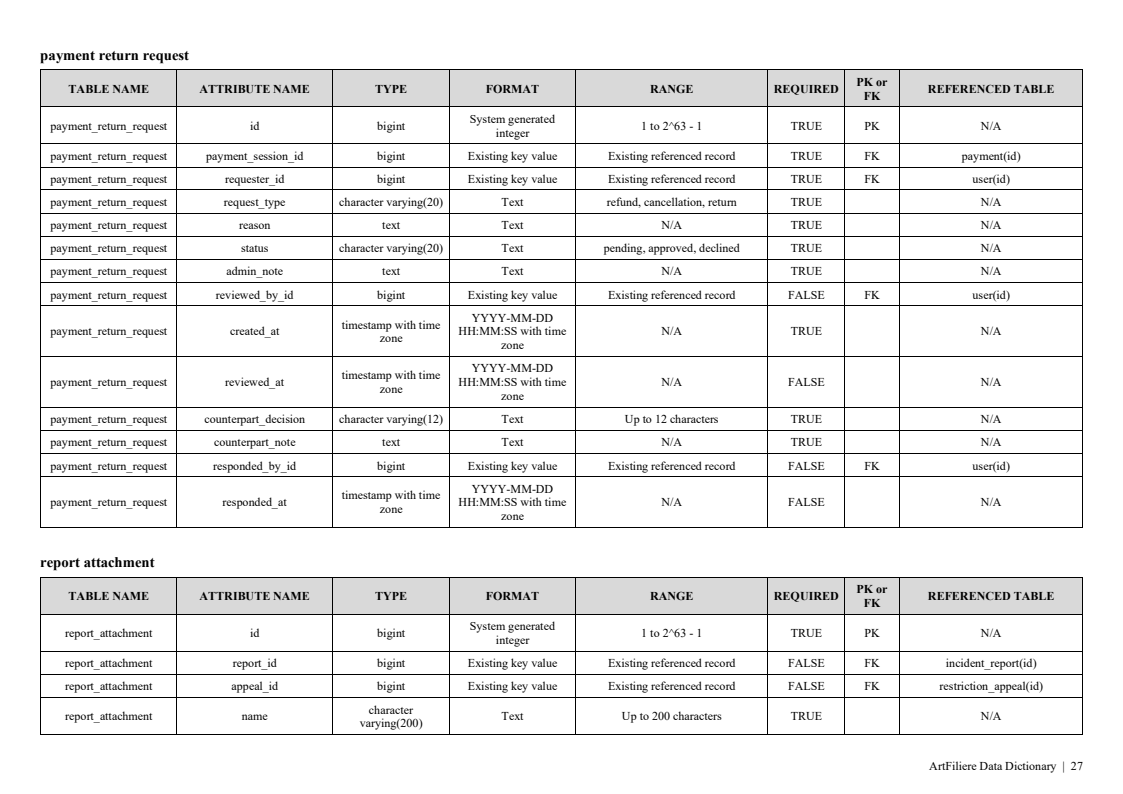 payment return request
TABLE NAME ATTRIBUTE NAME TYPE FORMAT RANGE REQUIRED PK or FK REFERENCED TABLE
payment_return_request id bigint System generated integer 1 to 2^63 - 1 TRUE PK N/A
payment_return_request payment_session_id bigint Existing key value Existing referenced record TRUE FK payment(id)
payment_return_request requester_id bigint Existing key value Existing referenced record TRUE FK user(id)
payment_return_request request_type character varying(20) Text refund, cancellation, return TRUE N/A
payment_return_request reason text Text N/A TRUE N/A
payment_return_request status character varying(20) Text pending, approved, declined TRUE N/A
payment_return_request admin_note text Text N/A TRUE N/A
payment_return_request reviewed_by_id bigint Existing key value Existing referenced record FALSE FK user(id)
payment_return_request created_at timestamp with time zone YYYY-MM-DD HH:MM:SS with time zone N/A TRUE N/A
payment_return_request reviewed_at timestamp with time zone YYYY-MM-DD HH:MM:SS with time zone N/A FALSE N/A
payment_return_request counterpart_decision character varying(12) Text Up to 12 characters TRUE N/A
payment_return_request counterpart_note text Text N/A TRUE N/A
payment_return_request responded_by_id bigint Existing key value Existing referenced record FALSE FK user(id)
payment_return_request responded_at timestamp with time zone YYYY-MM-DD HH:MM:SS with time zone N/A FALSE N/A
report attachment
TABLE NAME ATTRIBUTE NAME TYPE FORMAT RANGE REQUIRED PK or FK REFERENCED TABLE
report_attachment id bigint System generated integer 1 to 2^63 - 1 TRUE PK N/A
report_attachment report_id bigint Existing key value Existing referenced record FALSE FK incident_report(id)
report_attachment appeal_id bigint Existing key value Existing referenced record FALSE FK restriction_appeal(id)
report_attachment name character varying(200) Text Up to 200 characters TRUE N/A
ArtFiliere Data Dictionary | 27